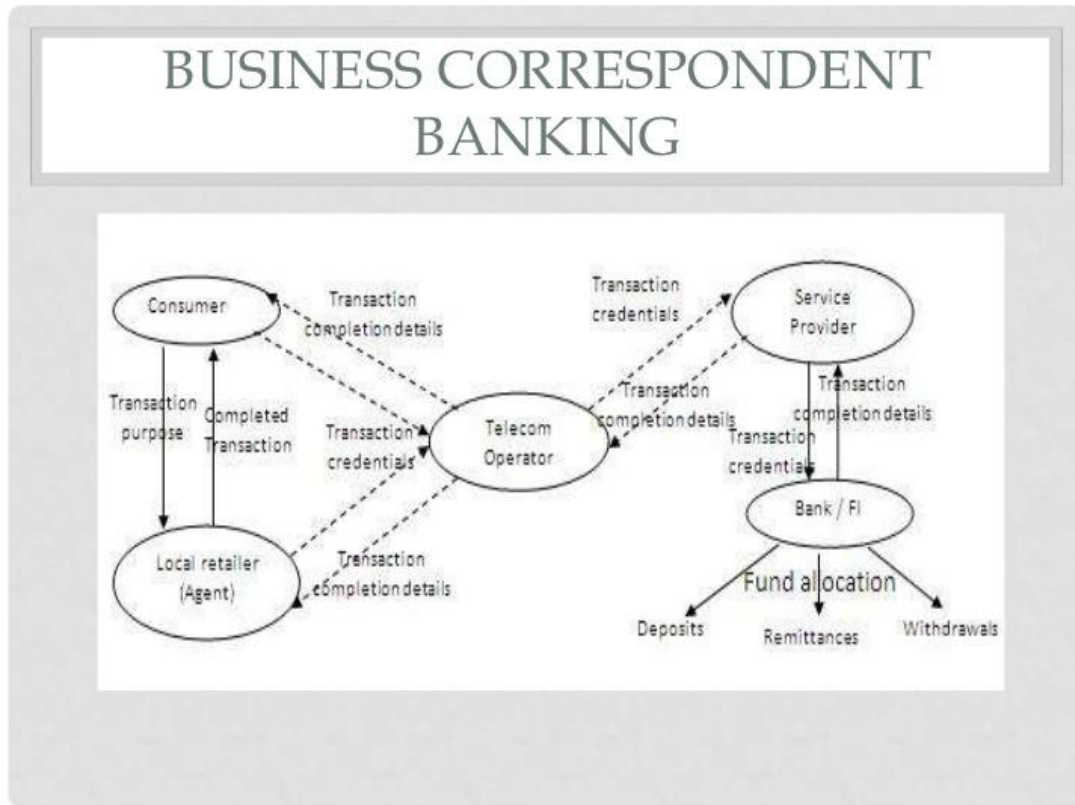 BUSINESS CORRESPONDENT
BANKING
Consumer
Transaction
completion details
Transaction
credentials
Service
Provider
Transaction
purpose
Completed
Transaction
Transaction
credentials
Telecom
Operator
Transaction
completion details
Transaction
completion details
Transaction
credentials
Bank / FI
Local retailer
(Agent)
Transaction
completion details
Fund allocation
Deposits
Remittances
Withdrawals